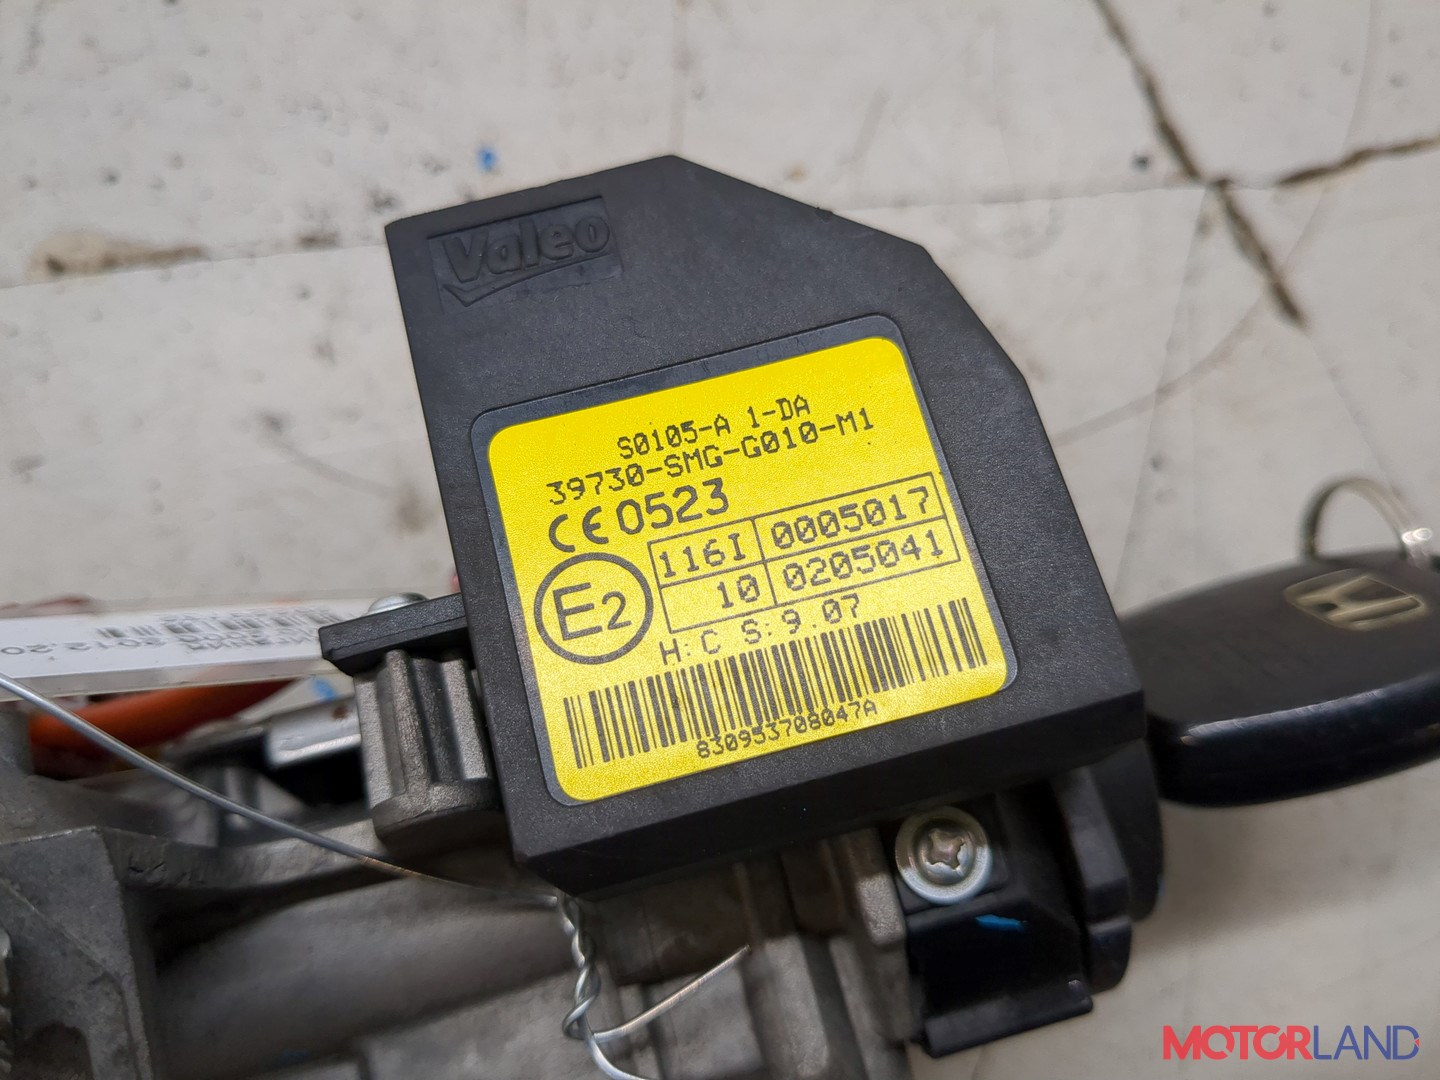 Valeo
S0105-A 1-DA
39730-SMG-G010-M1
CE 0523
116I 0005017
E2
10 0205041
H: C S: 9.07
830953708047A
MOTORLAND